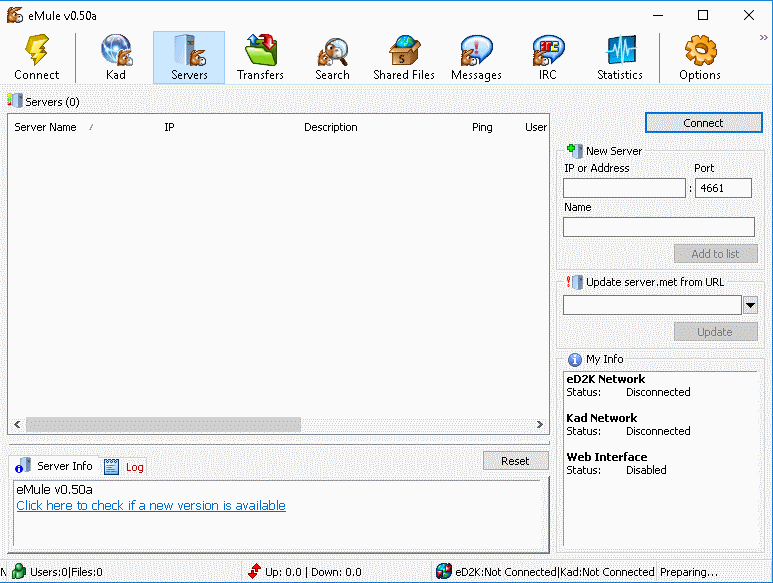 eMule v0.50a
Connect
Kad
Servers
Transfers
Search
Shared Files
Messages
IRC
Statistics
Options
Servers (0)
Server Name / IP Description Ping User
Connect
New Server
IP or Address Port
: 4661
Name
Add to list
Update server.met from URL
Update
My Info
eD2K Network
Status: Disconnected
Kad Network
Status: Disconnected
Web Interface
Status: Disabled
Server Info
Log
Reset
eMule v0.50a
Click here to check if a new version is available
N Users:0|Files:0 Up: 0.0 | Down: 0.0 eD2K:Not Connected|Kad:Not Connected Preparing...